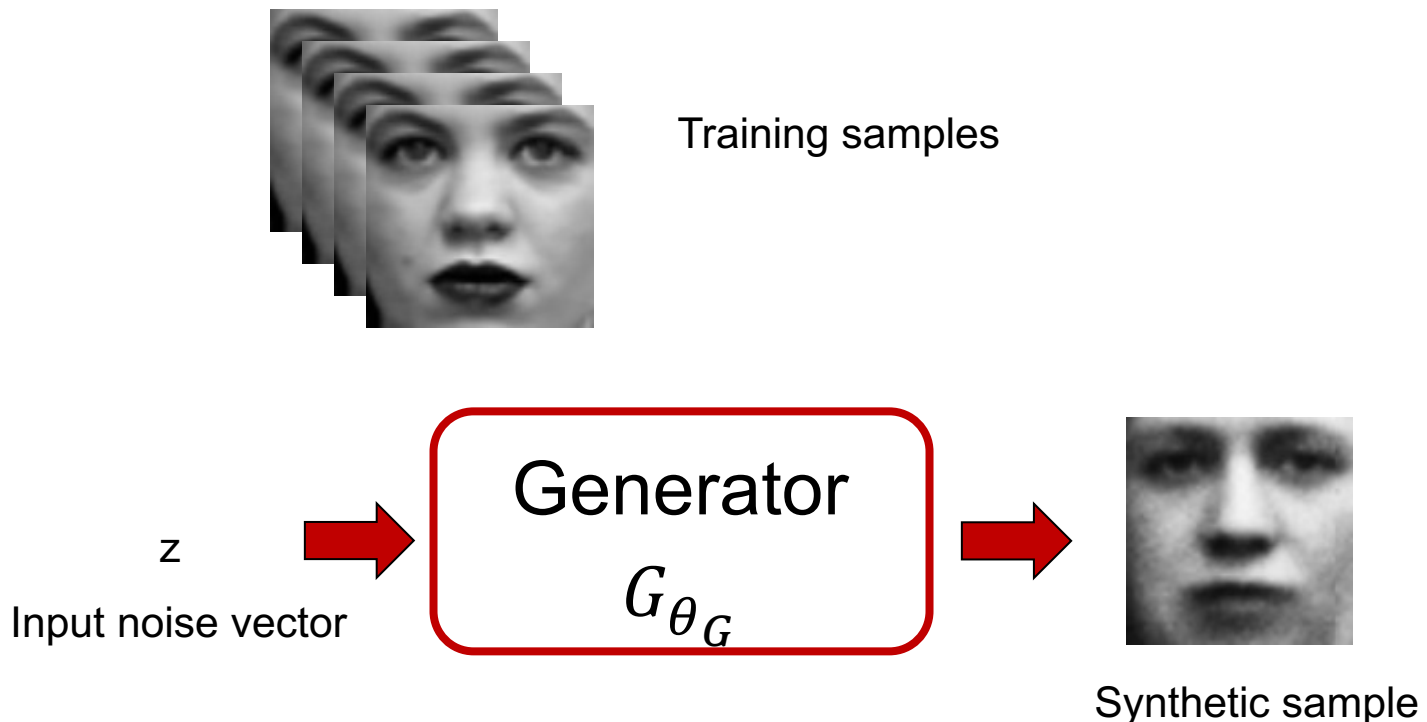 Training samples
Generator
z
G_{θ_G}
Input noise vector
Synthetic sample